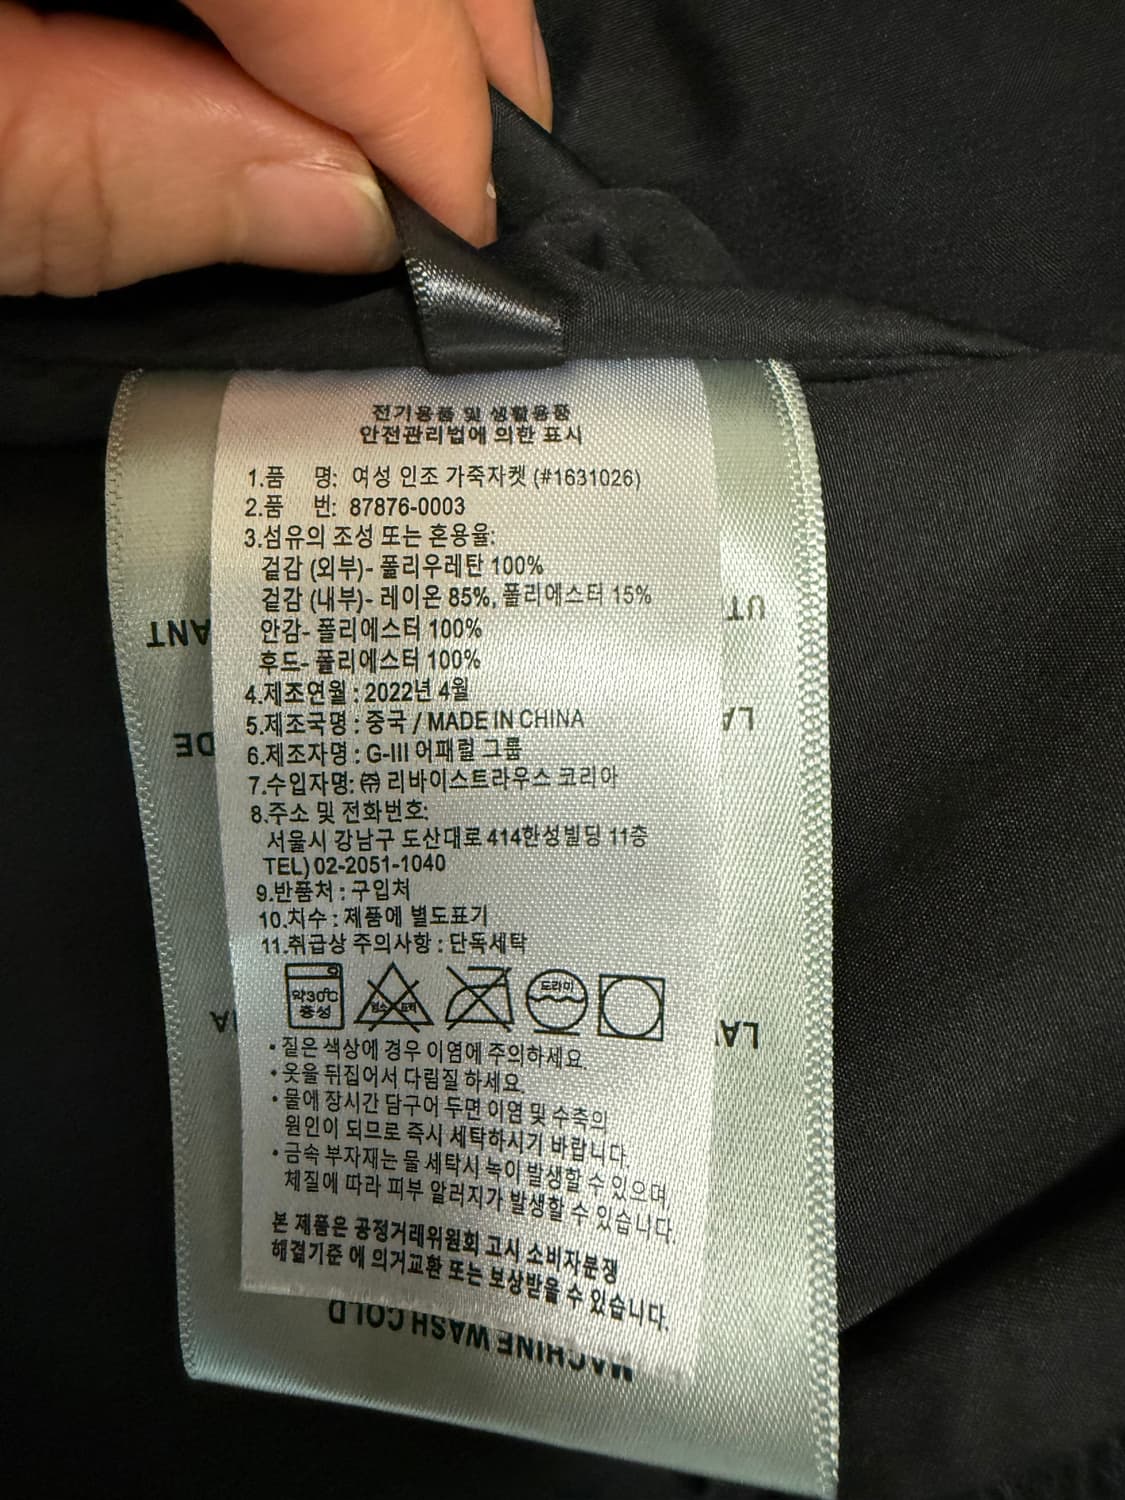 전기용품 및 생활용품
안전관리법에 의한 표시
1.품 명: 여성 인조 가죽자켓 (#1631026)
2.품 번: 87876-0003
3.섬유의 조성 또는 혼용율:
겉감 (외부)- 폴리우레탄 100%
겉감 (내부)- 레이온 85%, 폴리에스터 15%
안감- 폴리에스터 100%
후드- 폴리에스터 100%
4.제조연월 : 2022년 4월
5.제조국명 : 중국 / MADE IN CHINA
6.제조자명 : G-III 어패럴 그룹
7.수입자명: ㈜ 리바이스트라우스 코리아
8.주소 및 전화번호:
서울시 강남구 도산대로 414한성빌딩 11층
TEL) 02-2051-1040
9.반품처 : 구입처
10.치수 : 제품에 별도표기
11.취급상 주의사항 : 단독세탁
약30℃
중성
드라이
• 짙은 색상에 경우 이염에 주의하세요.
• 옷을 뒤집어서 다림질 하세요.
• 물에 장시간 담구어 두면 이염 및 수축의
원인이 되므로 즉시 세탁하시기 바랍니다.
• 금속 부자재는 물 세탁시 녹이 발생할 수 있으며,
체질에 따라 피부 알러지가 발생할 수 있습니다.
본 제품은 공정거래위원회 고시 소비자분쟁
해결기준 에 의거교환 또는 보상받을 수 있습니다.
MACHINE WASH COLD